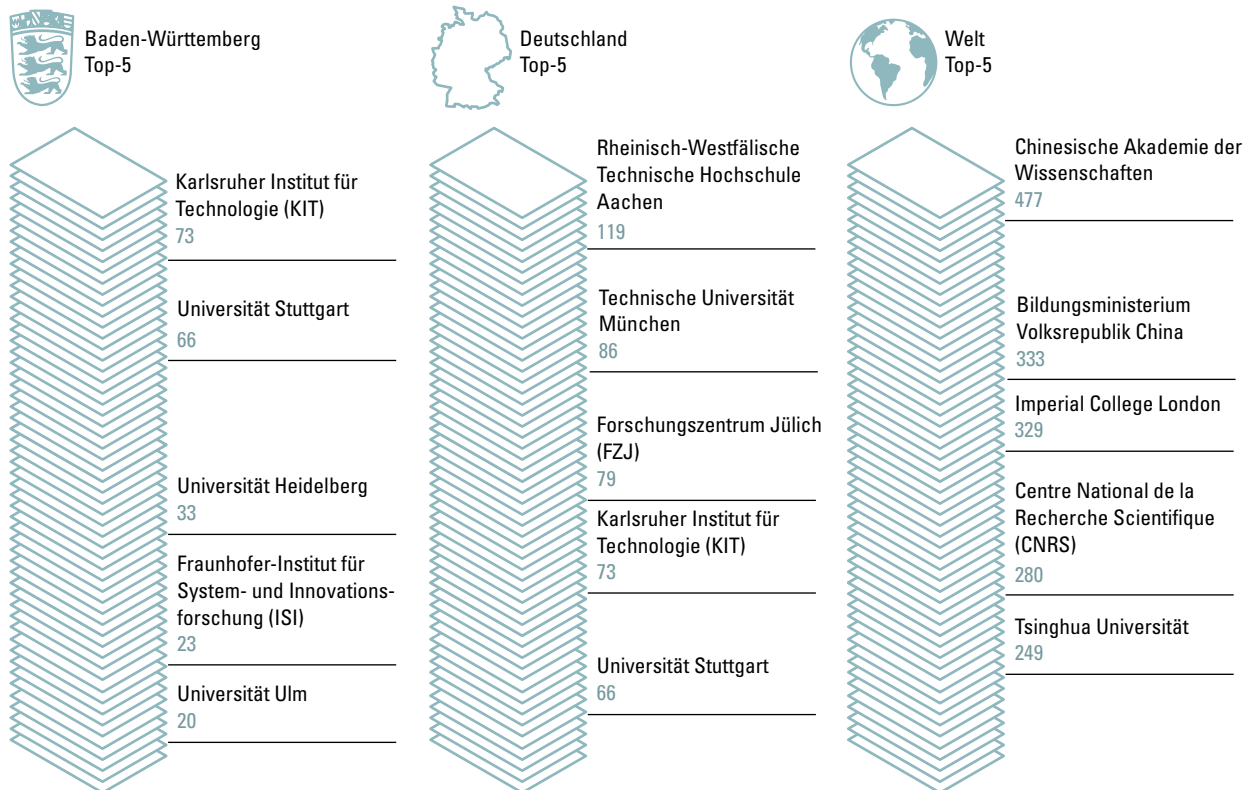 Baden-Württemberg
Top-5
Karlsruher Institut für
Technologie (KIT)
73
Universität Stuttgart
66
Universität Heidelberg
33
Fraunhofer-Institut für
System- und Innovations-
forschung (ISI)
23
Universität Ulm
20
Deutschland
Top-5
Rheinisch-Westfälische
Technische Hochschule
Aachen
119
Technische Universität
München
86
Forschungszentrum Jülich
(FZJ)
79
Karlsruher Institut für
Technologie (KIT)
73
Universität Stuttgart
66
Welt
Top-5
Chinesische Akademie der
Wissenschaften
477
Bildungsministerium
Volksrepublik China
333
Imperial College London
329
Centre National de la
Recherche Scientifique
(CNRS)
280
Tsinghua Universität
249